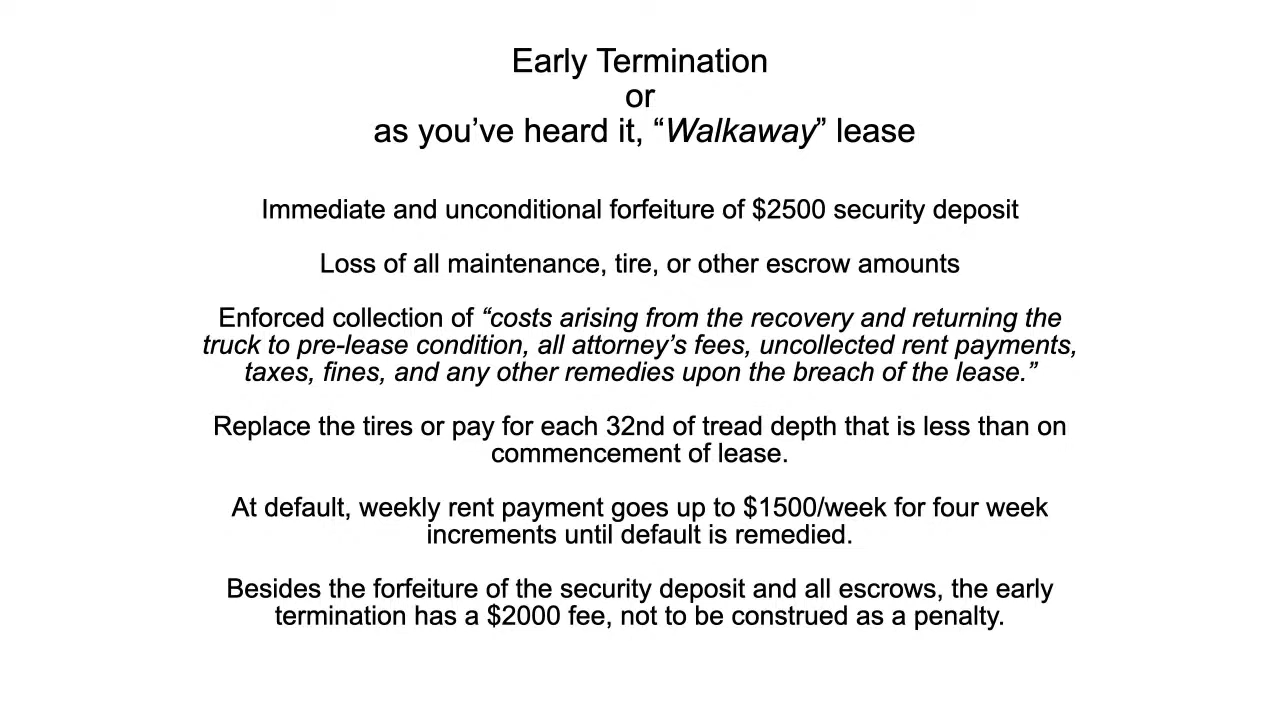 Early Termination
or
as you’ve heard it, “Walkaway” lease
Immediate and unconditional forfeiture of $2500 security deposit
Loss of all maintenance, tire, or other escrow amounts
Enforced collection of “costs arising from the recovery and returning the
truck to pre-lease condition, all attorney’s fees, uncollected rent payments,
taxes, fines, and any other remedies upon the breach of the lease.”
Replace the tires or pay for each 32nd of tread depth that is less than on
commencement of lease.
At default, weekly rent payment goes up to $1500/week for four week
increments until default is remedied.
Besides the forfeiture of the security deposit and all escrows, the early
termination has a $2000 fee, not to be construed as a penalty.